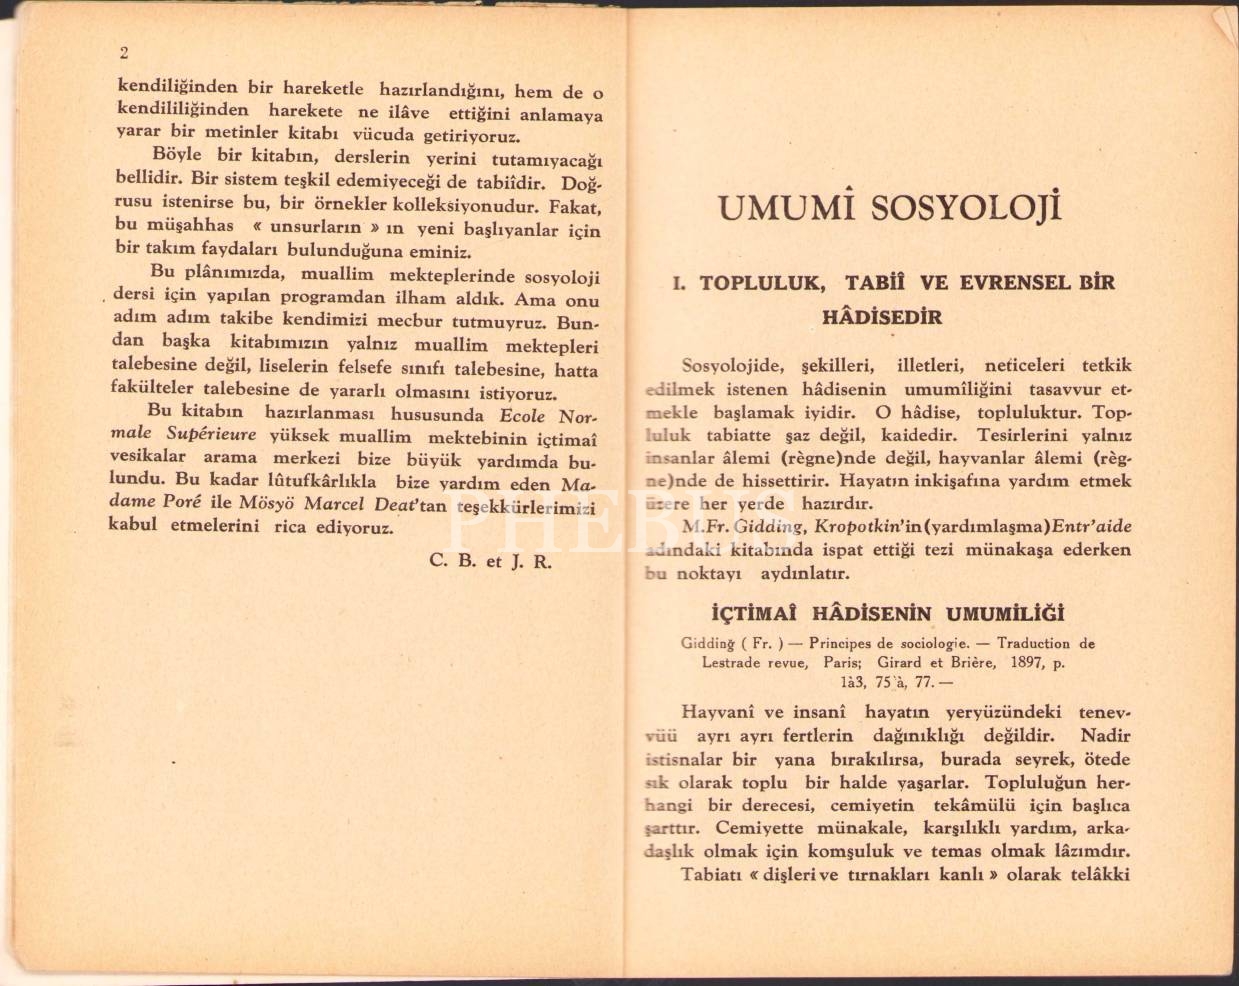 2
kendiliğinden bir hareketle hazırlandığını, hem de o
kendililiğinden harekete ne ilâve ettiğini anlamaya
yarar bir metinler kitabı vücuda getiriyoruz.
Böyle bir kitabın, derslerin yerini tutamıyacağı
bellidir. Bir sistem teşkil edemiyeceği de tabiîdir. Doğ-
rusu istenirse bu, bir örnekler kolleksiyonudur. Fakat,
bu müşahhas « unsurların » ın yeni başlıyanlar için
bir takım faydaları bulunduğuna eminiz.
Bu plânımızda, muallim mekteplerinde sosyoloji
dersi için yapılan programdan ilham aldık. Ama onu
adım adım takibe kendimizi mecbur tutmuyruz. Bun-
dan başka kitabımızın yalnız muallim mektepleri
talebesine değil, liselerin felsefe sınıfı talebesine, hatta
fakülteler talebesine de yararlı olmasını istiyoruz.
Bu kitabın hazırlanması hususunda Ecole Nor-
male Supérieure yüksek muallim mektebinin içtimaî
vesikalar arama merkezi bize büyük yardımda bu-
lundu. Bu kadar lûtufkârlıkla bize yardım eden Ma-
dame Poré ile Mösyö Marcel Deat'tan teşekkürlerimizi
kabul etmelerini rica ediyoruz.
C. B. et J. R.
PHEBUS
UMUMÎ SOSYOLOJİ
I. TOPLULUK, TABİÎ VE EVRENSEL BİR
HÂDİSEDİR
Sosyolojide, şekilleri, illetleri, neticeleri tetkik
edilmek istenen hâdisenin umumîliğini tasavvur et-
mekle başlamak iyidir. O hâdise, topluluktur. Top-
luluk tabiatte şaz değil, kaidedir. Tesirlerini yalnız
insanlar âlemi (règne)nde değil, hayvanlar âlemi (règ-
ne)nde de hissettirir. Hayatın inkişafına yardım etmek
üzere her yerde hazırdır.
M.Fr. Gidding, Kropotkin'in(yardımlaşma)Entr'aide
adındaki kitabında ispat ettiği tezi münakaşa ederken
bu noktayı aydınlatır.
İÇTİMAÎ HÂDİSENİN UMUMİLİĞİ
Gidding̃ ( Fr. ) — Principes de sociologie. — Traduction de
Lestrade revue, Paris; Girard et Brière, 1897, p.
1à3, 75 à, 77. —
Hayvanî ve insanî hayatın yeryüzündeki tenev-
vüü ayrı ayrı fertlerin dağınıklığı değildir. Nadir
istisnalar bir yana bırakılırsa, burada seyrek, ötede
sık olarak toplu bir halde yaşarlar. Topluluğun her-
hangi bir derecesi, cemiyetin tekâmülü için başlıca
şarttır. Cemiyette münakale, karşılıklı yardım, arka-
daşlık olmak için komşuluk ve temas olmak lâzımdır.
Tabiatı « dişleri ve tırnakları kanlı » olarak telâkki